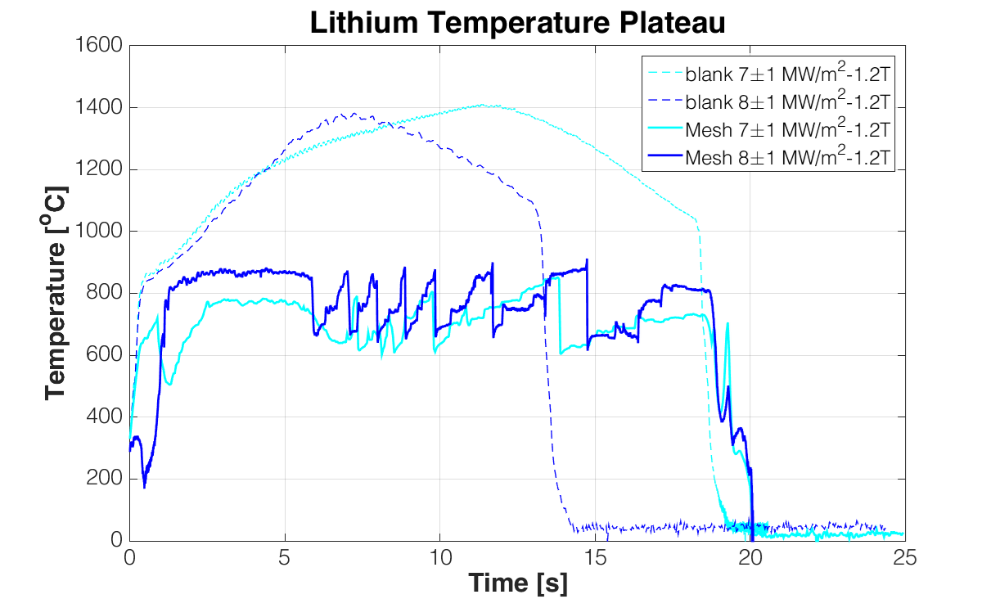 Lithium Temperature Plateau
1600
1400
1200
1000
800
600
400
200
0
Temperature [°C]
blank 7±1 MW/m²-1.2T
blank 8±1 MW/m²-1.2T
Mesh 7±1 MW/m²-1.2T
Mesh 8±1 MW/m²-1.2T
0 5 10 15 20 25
Time [s]